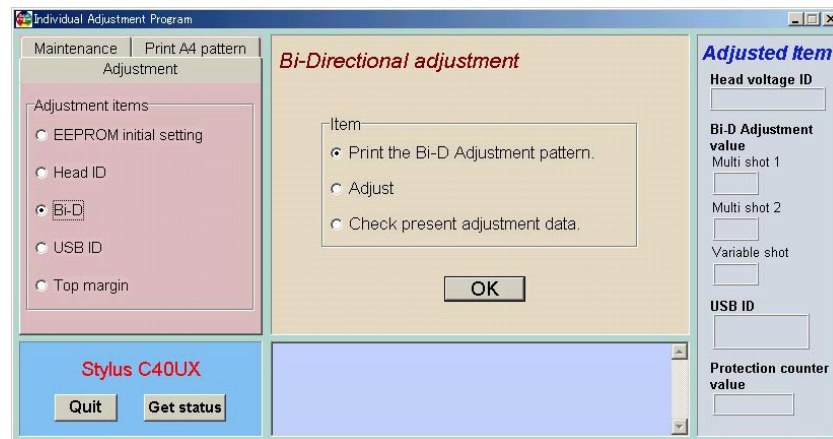 Individual Adjustment Program
Maintenance
Print A4 pattern
Adjustment
Adjustment items
EEPROM initial setting
Head ID
Bi-D
USB ID
Top margin
Bi-Directional adjustment
Item
Print the Bi-D Adjustment pattern.
Adjust
Check present adjustment data.
OK
Stylus C40UX
Quit
Get status
Adjusted Item
Head voltage ID
Bi-D Adjustment
value
Multi shot 1
Multi shot 2
Variable shot
USB ID
Protection counter
value